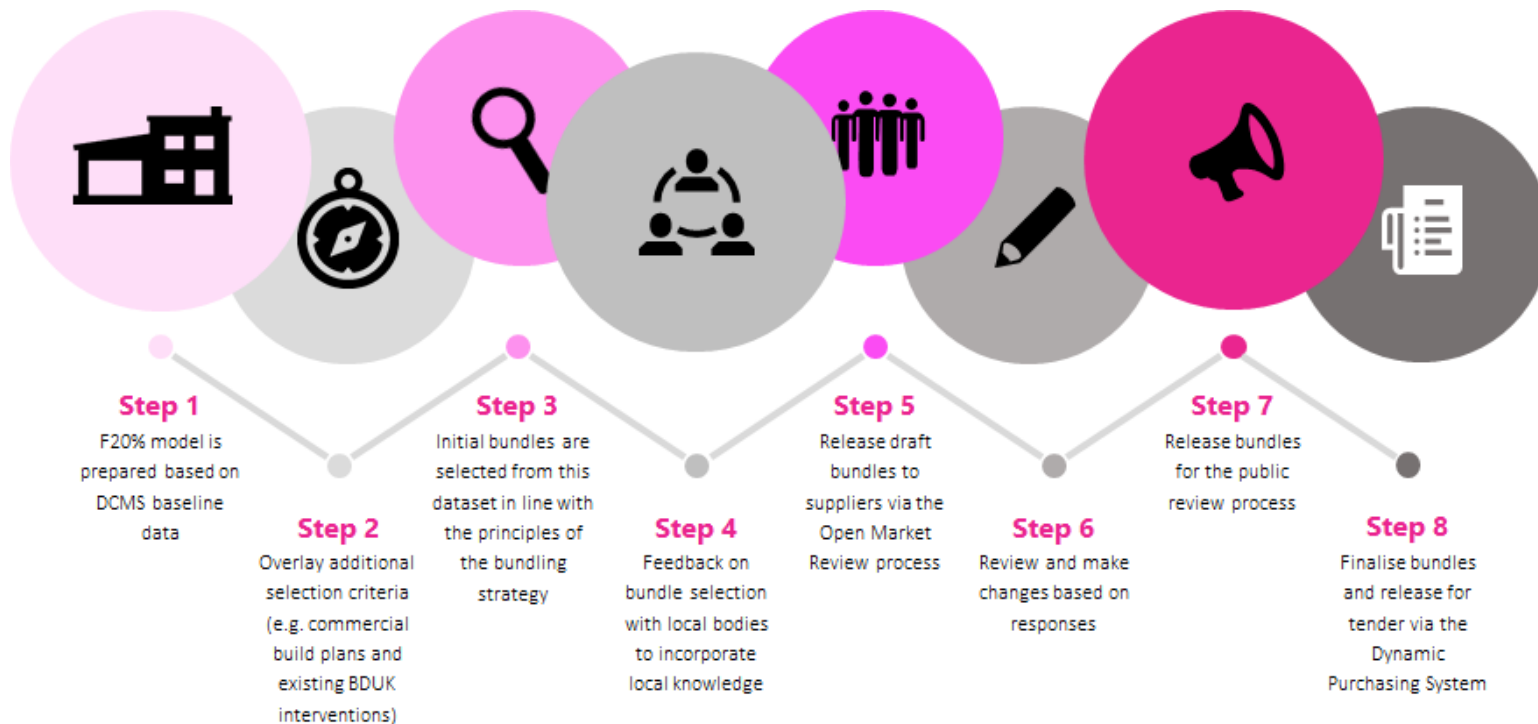 Step 1
F20% model is
prepared based on
DCMS baseline
data
Step 2
Overlay additional
selection criteria
(e.g. commercial
build plans and
existing BDUK
interventions)
Step 3
Initial bundles are
selected from this
dataset in line with
the principles of
the bundling
strategy
Step 4
Feedback on
bundle selection
with local bodies
to incorporate
local knowledge
Step 5
Release draft
bundles to
suppliers via the
Open Market
Review process
Step 6
Review and make
changes based on
responses
Step 7
Release bundles
for the public
review process
Step 8
Finalise bundles
and release for
tender via the
Dynamic
Purchasing System